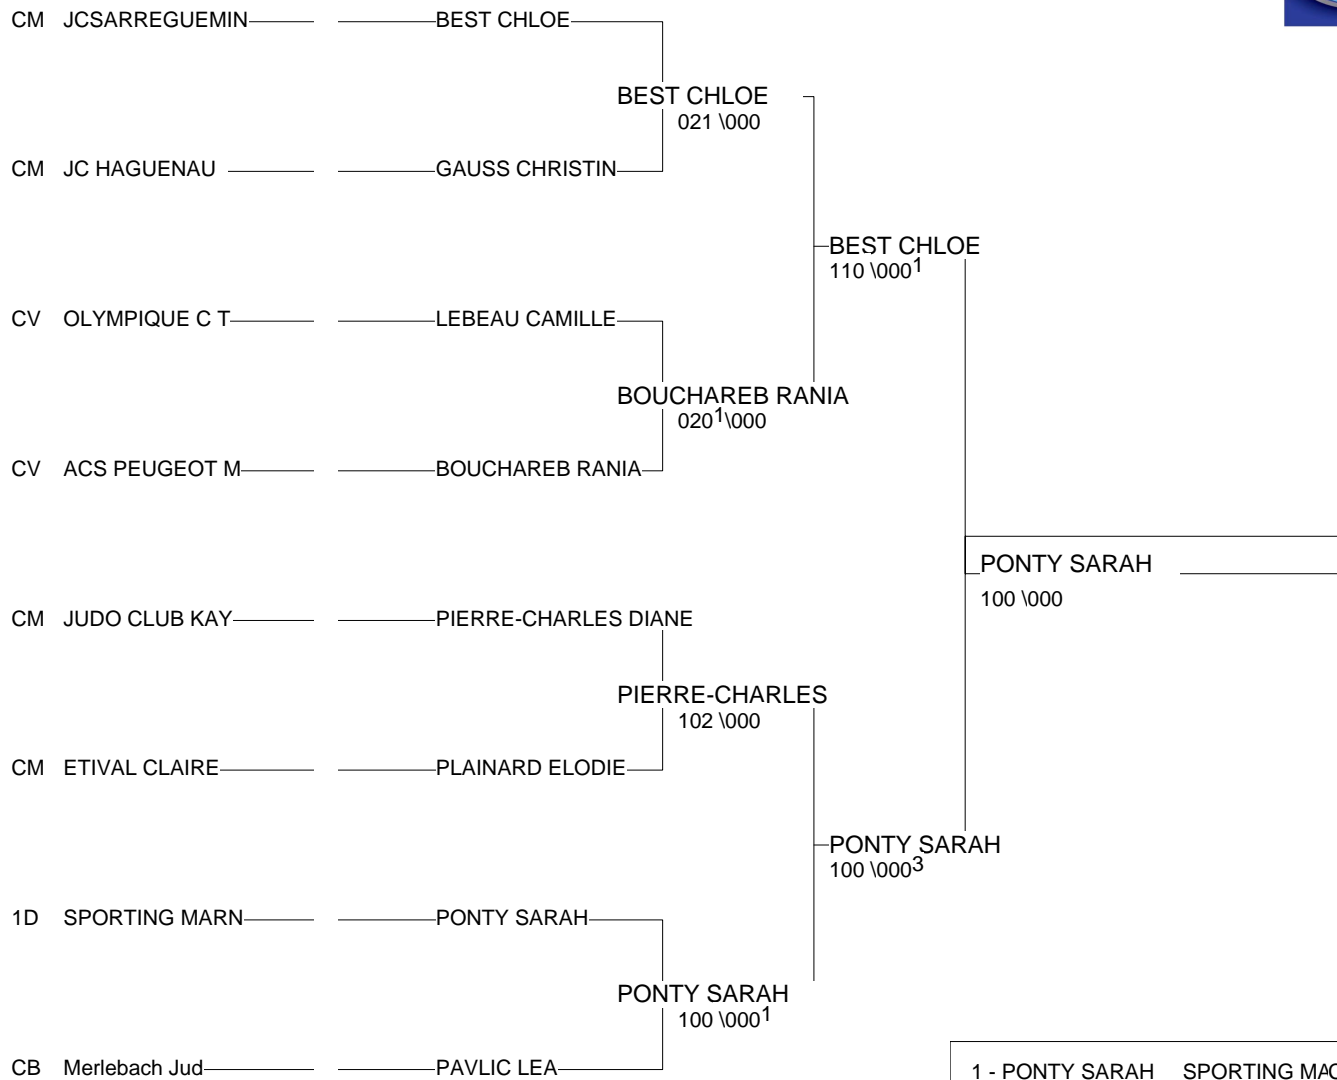 CM JCSARREGUEMIN BEST CHLOE
BEST CHLOE
021 \000
CM JC HAGUENAU GAUSS CHRISTIN
BEST CHLOE
110 \000 1
CV OLYMPIQUE C T LEBEAU CAMILLE
BOUCHAREB RANIA
020 1 \000
CV ACS PEUGEOT M BOUCHAREB RANIA
PONTY SARAH
100 \000
CM JUDO CLUB KAY PIERRE-CHARLES DIANE
PIERRE-CHARLES
102 \000
CM ETIVAL CLAIRE PLAINARD ELODIE
PONTY SARAH
100 \000 3
1D SPORTING MARN PONTY SARAH
PONTY SARAH
100 \000 1
CB Merlebach Jud PAVLIC LEA
1 - PONTY SARAH SPORTING MA